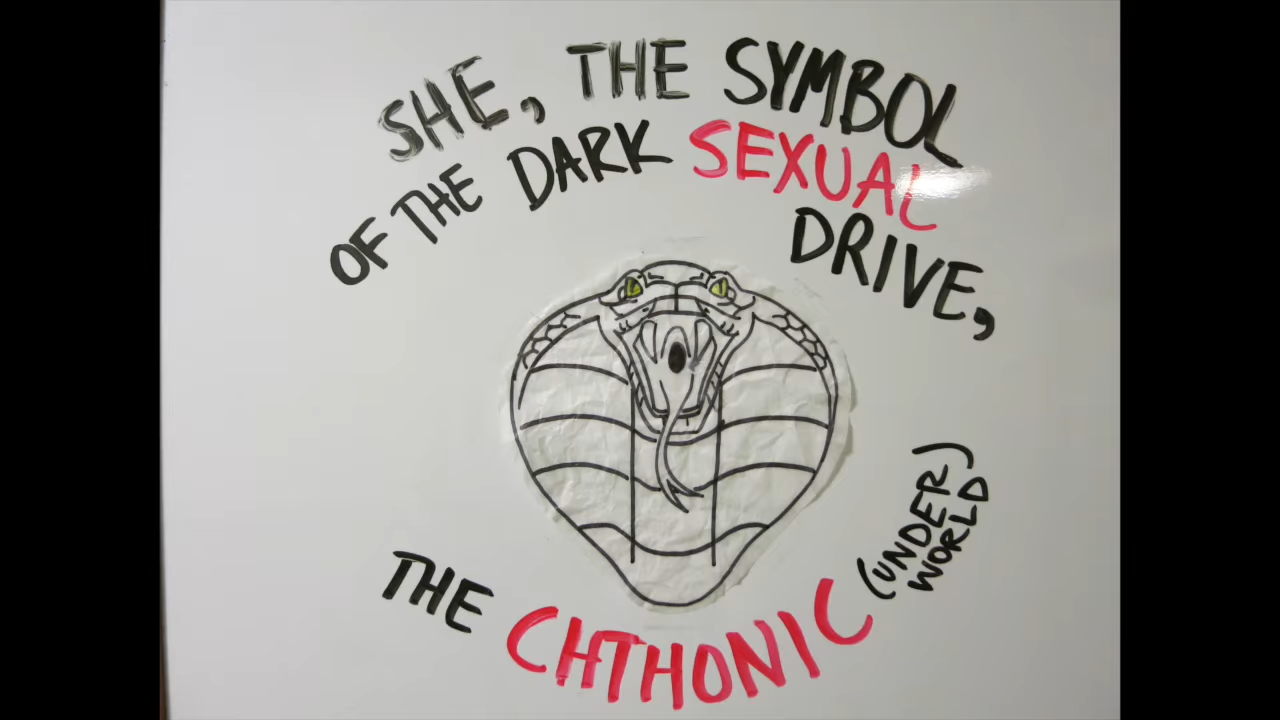 SHE, THE SYMBOL
OF THE DARK SEXUAL
DRIVE,
THE CHTHONIC
(UNDER)
WORLD